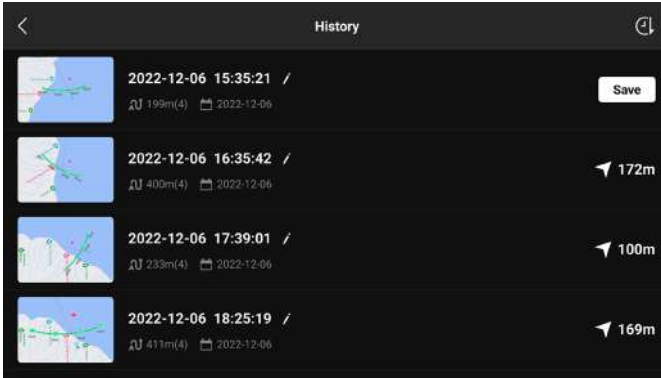 History
2022-12-06 15:35:21
199m(4) 2022-12-06
Save
2022-12-06 16:35:42
400m(4) 2022-12-06
172m
2022-12-06 17:39:01
233m(4) 2022-12-06
100m
2022-12-06 18:25:19
411m(4) 2022-12-06
169m